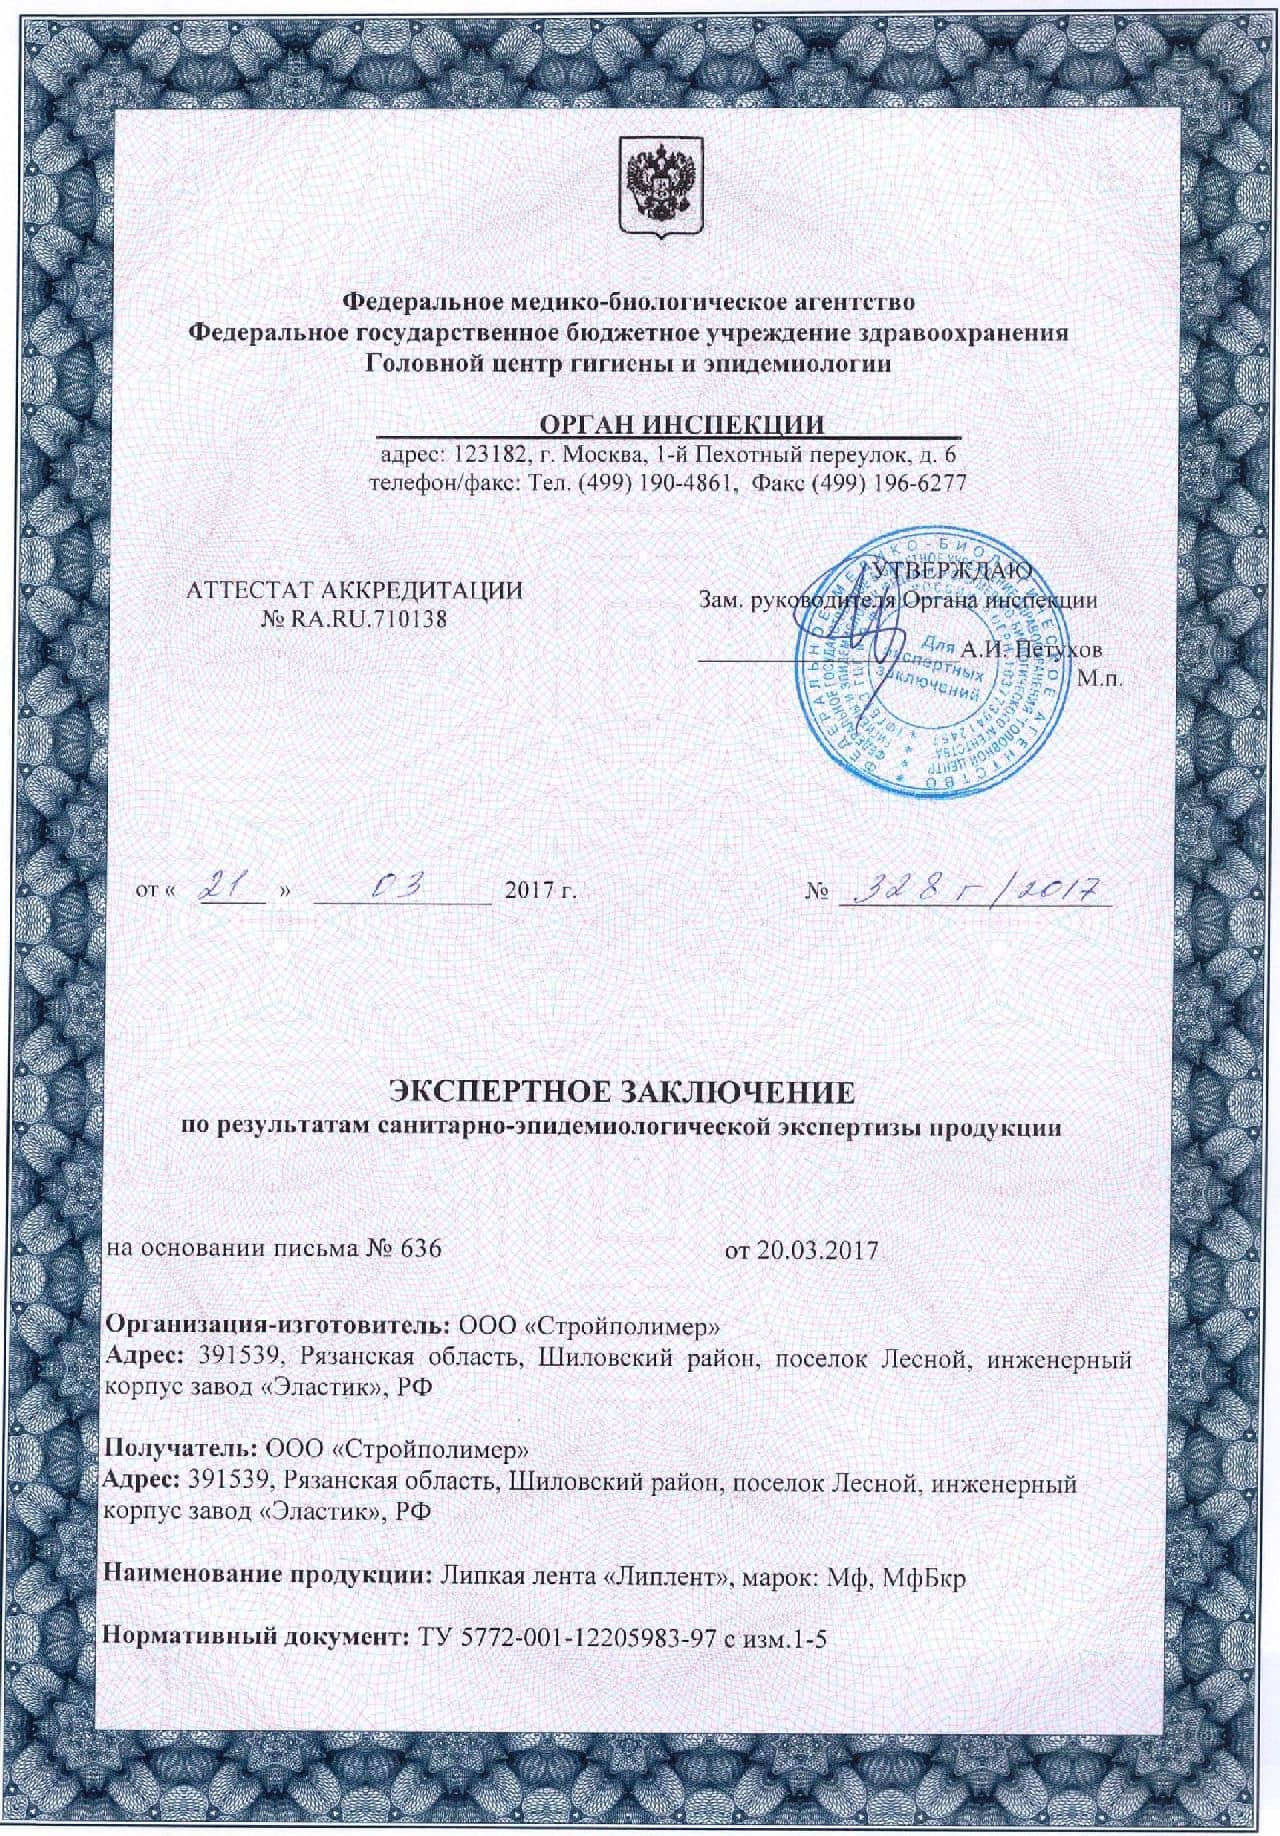 Федеральное медико-биологическое агентство
Федеральное государственное бюджетное учреждение здравоохранения
Головной центр гигиены и эпидемиологии
ОРГАН ИНСПЕКЦИИ
адрес: 123182, г. Москва, 1-й Пехотный переулок, д. 6
телефон/факс: Тел. (499) 190-4861, Факс (499) 196-6277
АТТЕСТАТ АККРЕДИТАЦИИ
№ RA.RU.710138
УТВЕРЖДАЮ
Зам. руководителя Органа инспекции
А.И. Петухов
М.п.
ФЕДЕРАЛЬНОЕ МЕДИКО-БИОЛОГИЧЕСКОЕ АГЕНТСТВО
Для
экспертных
заключений
от « 21 » 03 2017 г.
№ 328 г/2017
ЭКСПЕРТНОЕ ЗАКЛЮЧЕНИЕ
по результатам санитарно-эпидемиологической экспертизы продукции
на основании письма № 636 от 20.03.2017
Организация-изготовитель: ООО «Стройполимер»
Адрес: 391539, Рязанская область, Шиловский район, поселок Лесной, инженерный
корпус завод «Эластик», РФ
Получатель: ООО «Стройполимер»
Адрес: 391539, Рязанская область, Шиловский район, поселок Лесной, инженерный
корпус завод «Эластик», РФ
Наименование продукции: Липкая лента «Липлент», марок: Мф, МфБкр
Нормативный документ: ТУ 5772-001-12205983-97 с изм.1-5